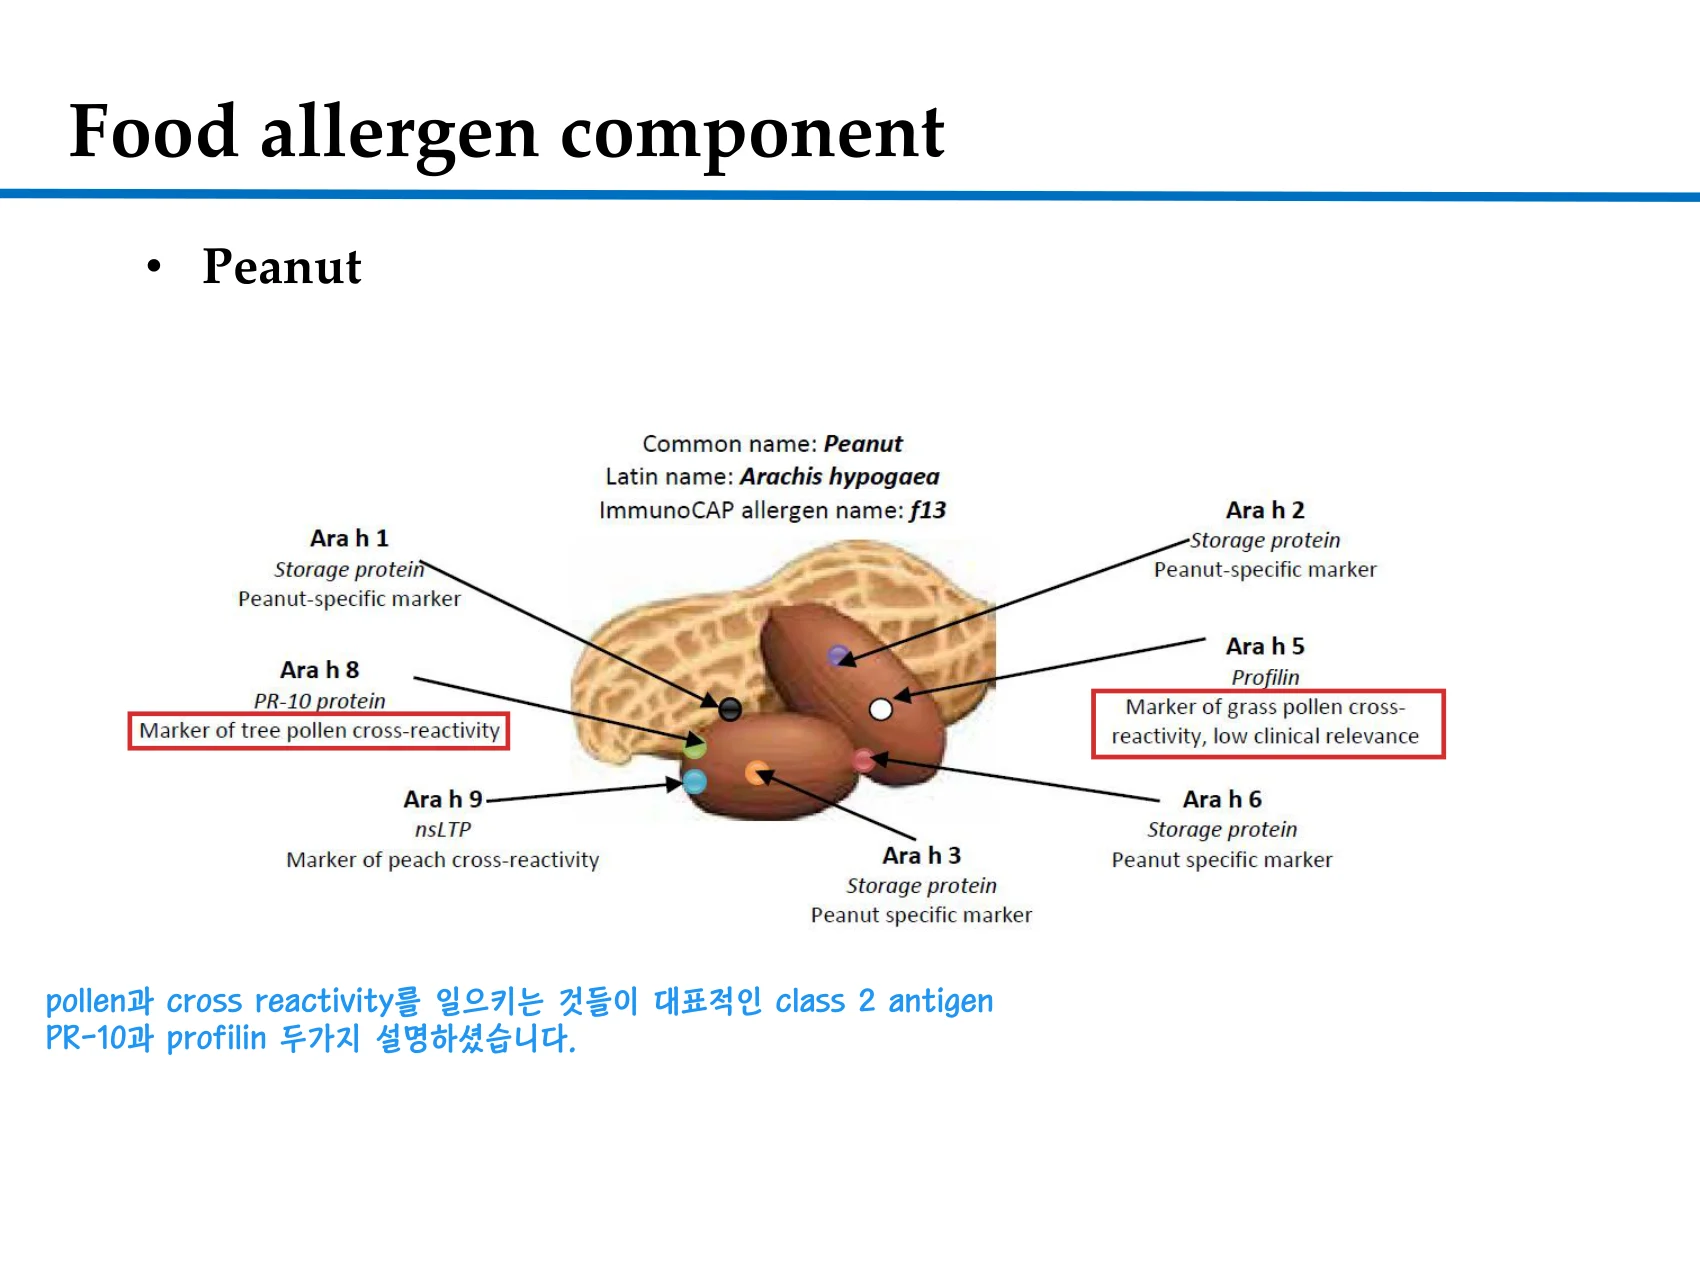 Food allergen component
• Peanut
Common name: Peanut
Latin name: Arachis hypogaea
ImmunoCAP allergen name: f13
Ara h 1
Storage protein
Peanut-specific marker
Ara h 2
Storage protein
Peanut-specific marker
Ara h 8
PR-10 protein
Marker of tree pollen cross-reactivity
Ara h 5
Profilin
Marker of grass pollen cross-
reactivity, low clinical relevance
Ara h 9
nsLTP
Marker of peach cross-reactivity
Ara h 3
Storage protein
Peanut specific marker
Ara h 6
Storage protein
Peanut specific marker
pollen과 cross reactivity를 일으키는 것들이 대표적인 class 2 antigen
PR-10과 profilin 두가지 설명하셨습니다.